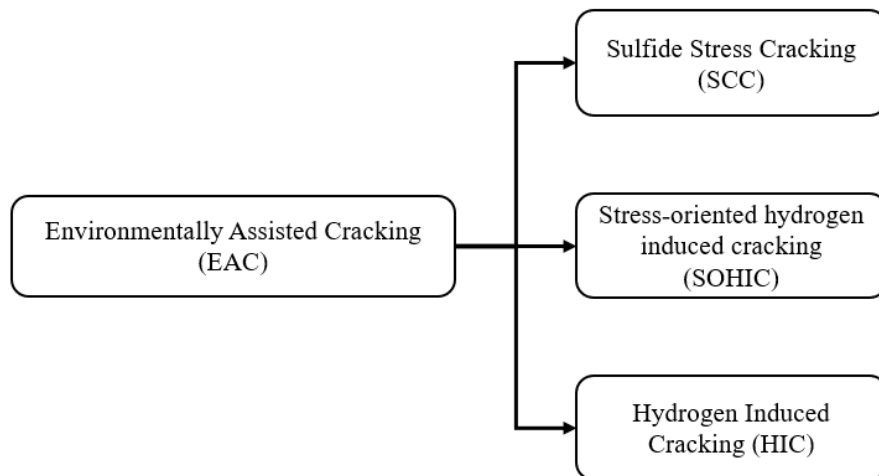 Sulfide Stress Cracking
(SCC)
Environmentally Assisted Cracking
(EAC)
Stress-oriented hydrogen
induced cracking
(SOHIC)
Hydrogen Induced
Cracking (HIC)